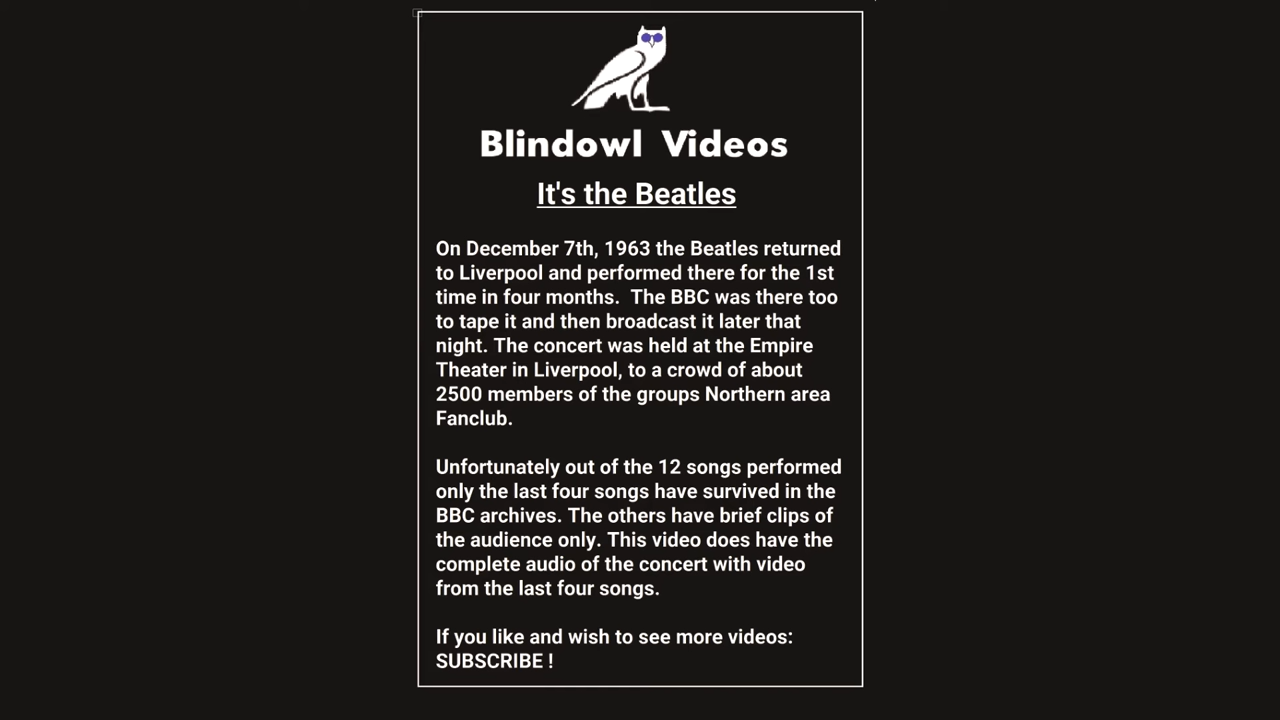 Blindowl Videos
It's the Beatles
On December 7th, 1963 the Beatles returned
to Liverpool and performed there for the 1st
time in four months.  The BBC was there too
to tape it and then broadcast it later that
night. The concert was held at the Empire
Theater in Liverpool, to a crowd of about
2500 members of the groups Northern area
Fanclub.
Unfortunately out of the 12 songs performed
only the last four songs have survived in the
BBC archives. The others have brief clips of
the audience only. This video does have the
complete audio of the concert with video
from the last four songs.
If you like and wish to see more videos:
SUBSCRIBE !